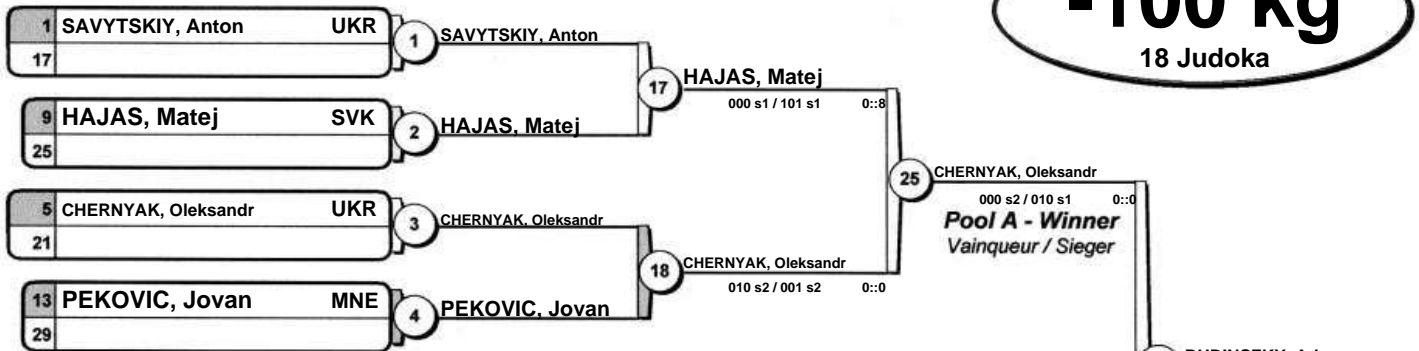 -100 kg
18 Judoka
1 SAVYTSKIY, Anton UKR
17
1 SAVYTSKIY, Anton
17 HAJAS, Matej
000 s1 / 101 s1 0::8
9 HAJAS, Matej SVK
25
2 HAJAS, Matej
25 CHERNYAK, Oleksandr
000 s2 / 010 s1 0::0
Pool A - Winner
Vainqueur / Sieger
5 CHERNYAK, Oleksandr UKR
21
3 CHERNYAK, Oleksandr
18 CHERNYAK, Oleksandr
010 s2 / 001 s2 0::0
13 PEKOVIC, Jovan MNE
29
4 PEKOVIC, Jovan